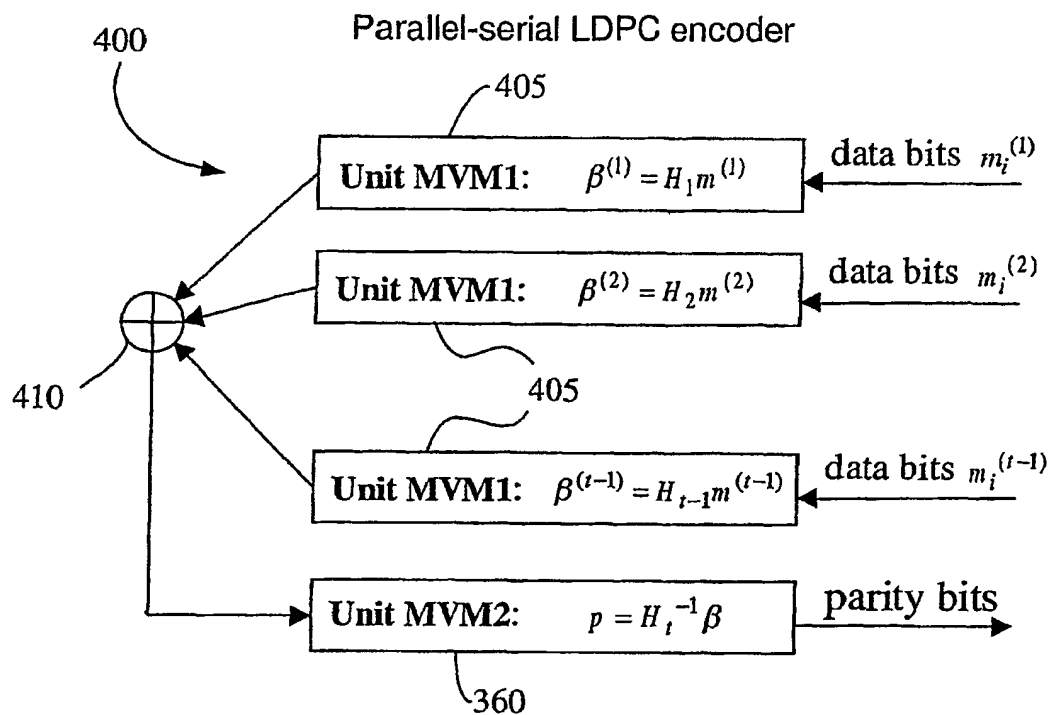 Parallel-serial LDPC encoder
400
405
Unit MVM1: β⁽¹⁾ = H₁m⁽¹⁾
data bits mᵢ⁽¹⁾
Unit MVM1: β⁽²⁾ = H₂m⁽²⁾
data bits mᵢ⁽²⁾
410
405
Unit MVM1: β⁽ᵗ⁻¹⁾ = Hₜ₋₁m⁽ᵗ⁻¹⁾
data bits mᵢ⁽ᵗ⁻¹⁾
Unit MVM2: p = Hₜ⁻¹β
parity bits
360